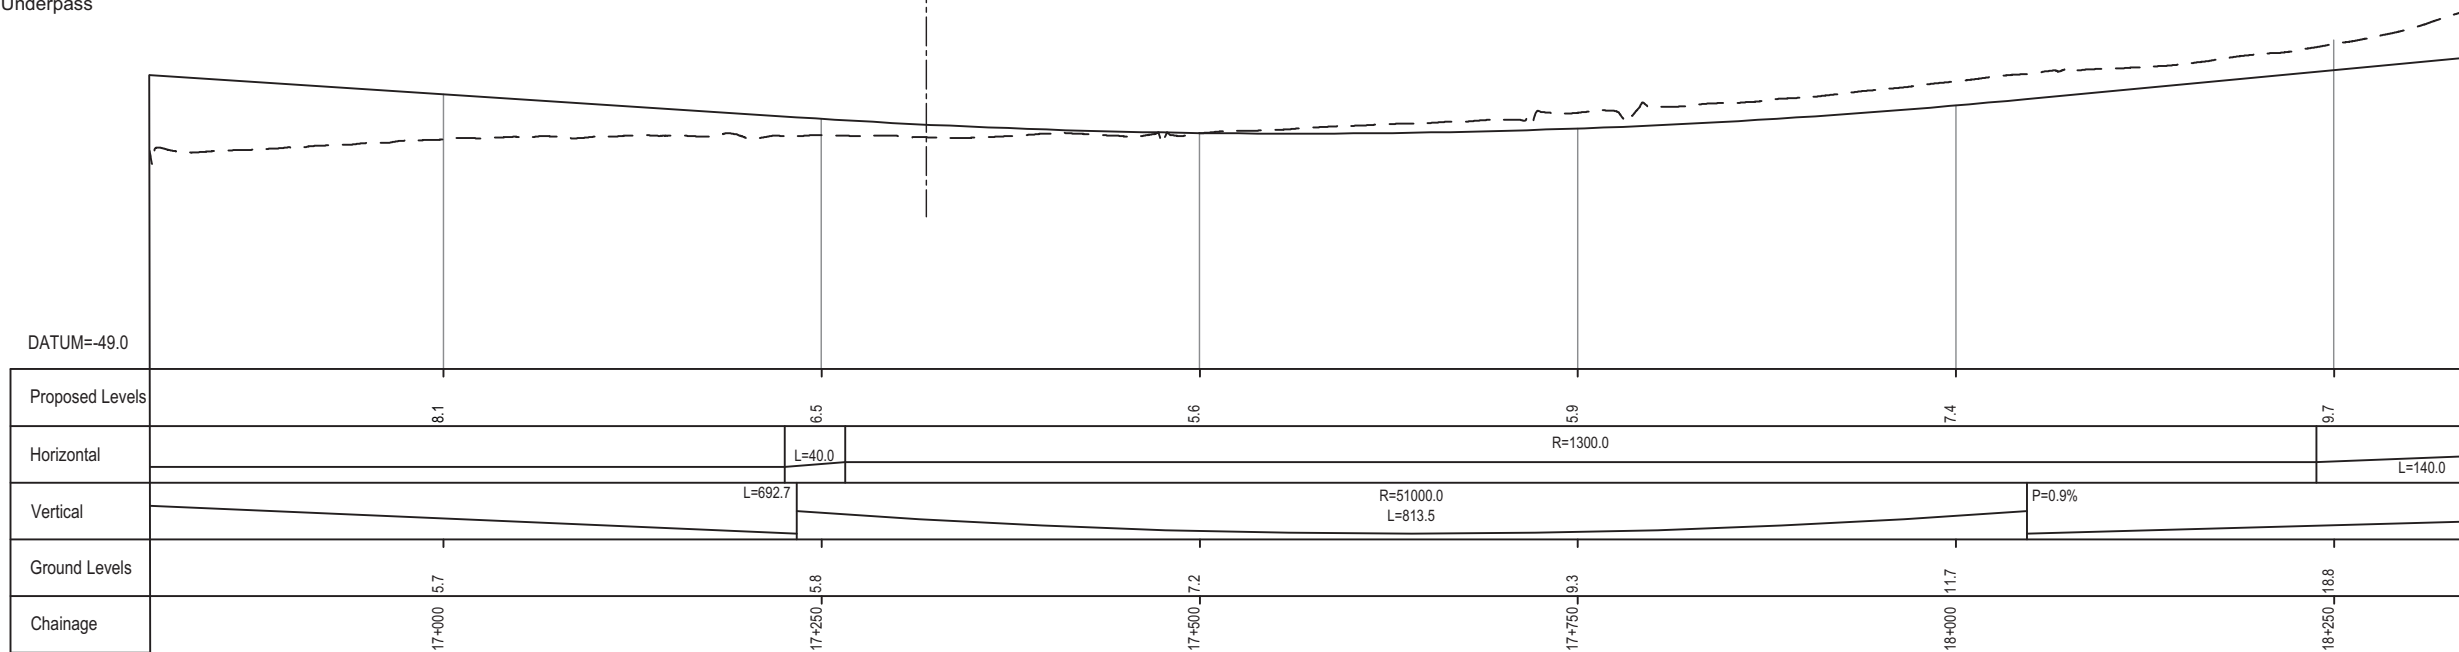 Underpass
DATUM=-49.0
Proposed Levels 8.1 6.5 5.6 5.9 7.4 9.7
Horizontal L=40.0 R=1300.0 L=140.0
Vertical L=692.7 R=51000.0 P=0.9%
L=813.5
Ground Levels 5.7 5.8 7.2 9.3 11.7 18.8
Chainage 17+000 17+250 17+500 17+750 18+000 18+250